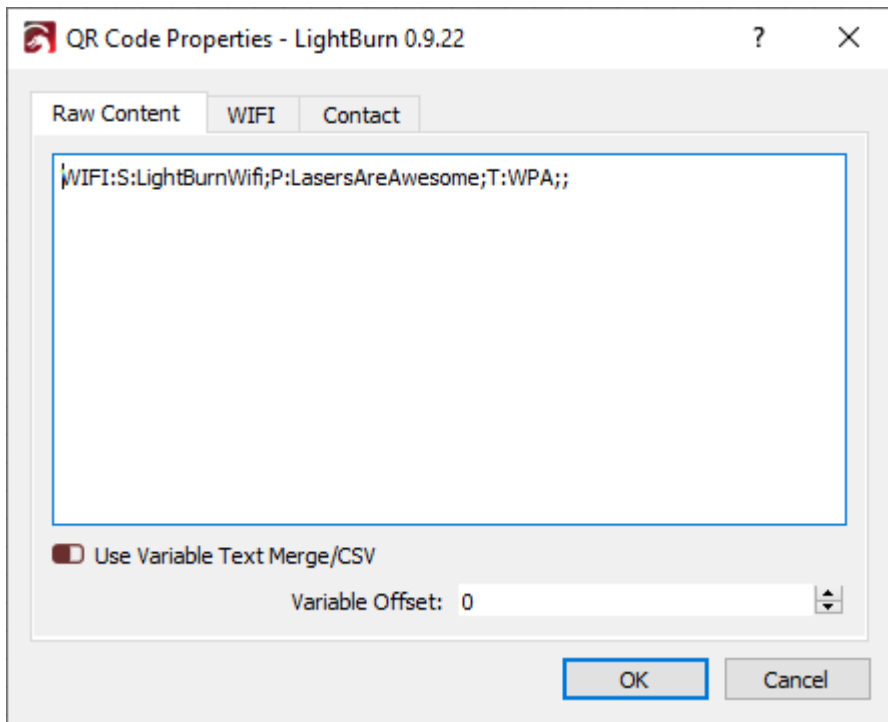 QR Code Properties - LightBurn 0.9.22 ?
Raw Content WIFI Contact
WIFI:S:LightBurnWifi;P:LasersAreAwesome;T:WPA;;
Use Variable Text Merge/CSV
Variable Offset: 0
OK Cancel